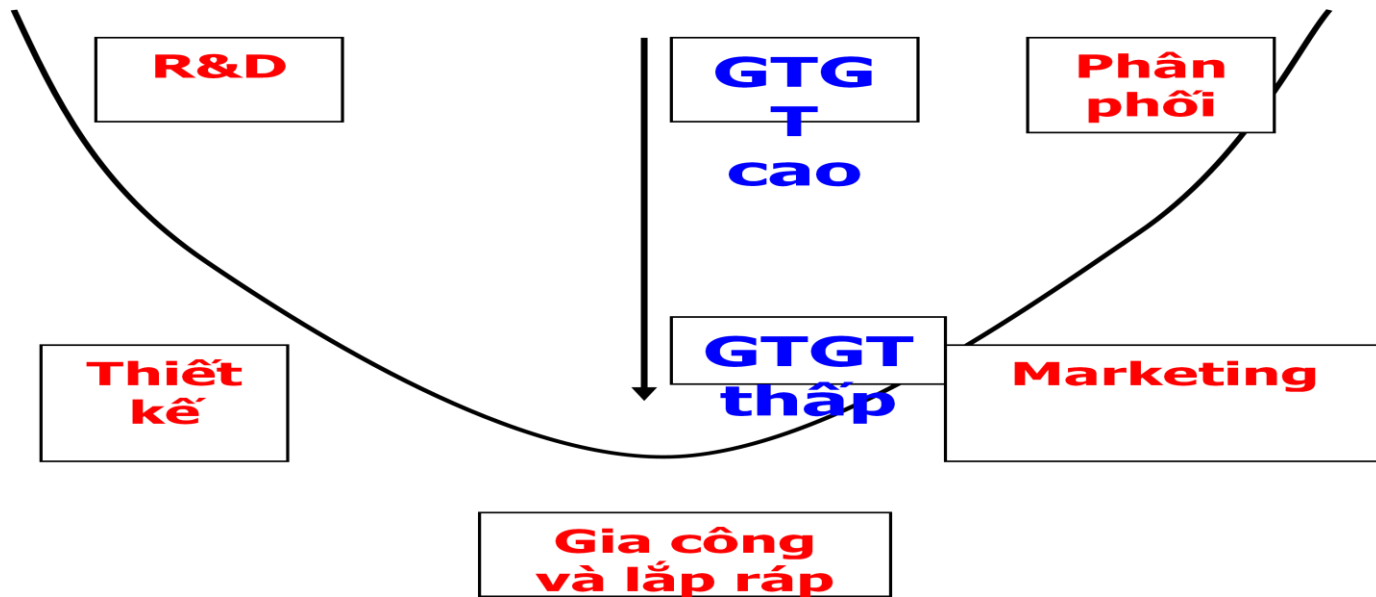 R&D
GTG
T
cao
Phân
phối
Thiết
kế
GTGT
thấp
Marketing
Gia công
và lắp ráp